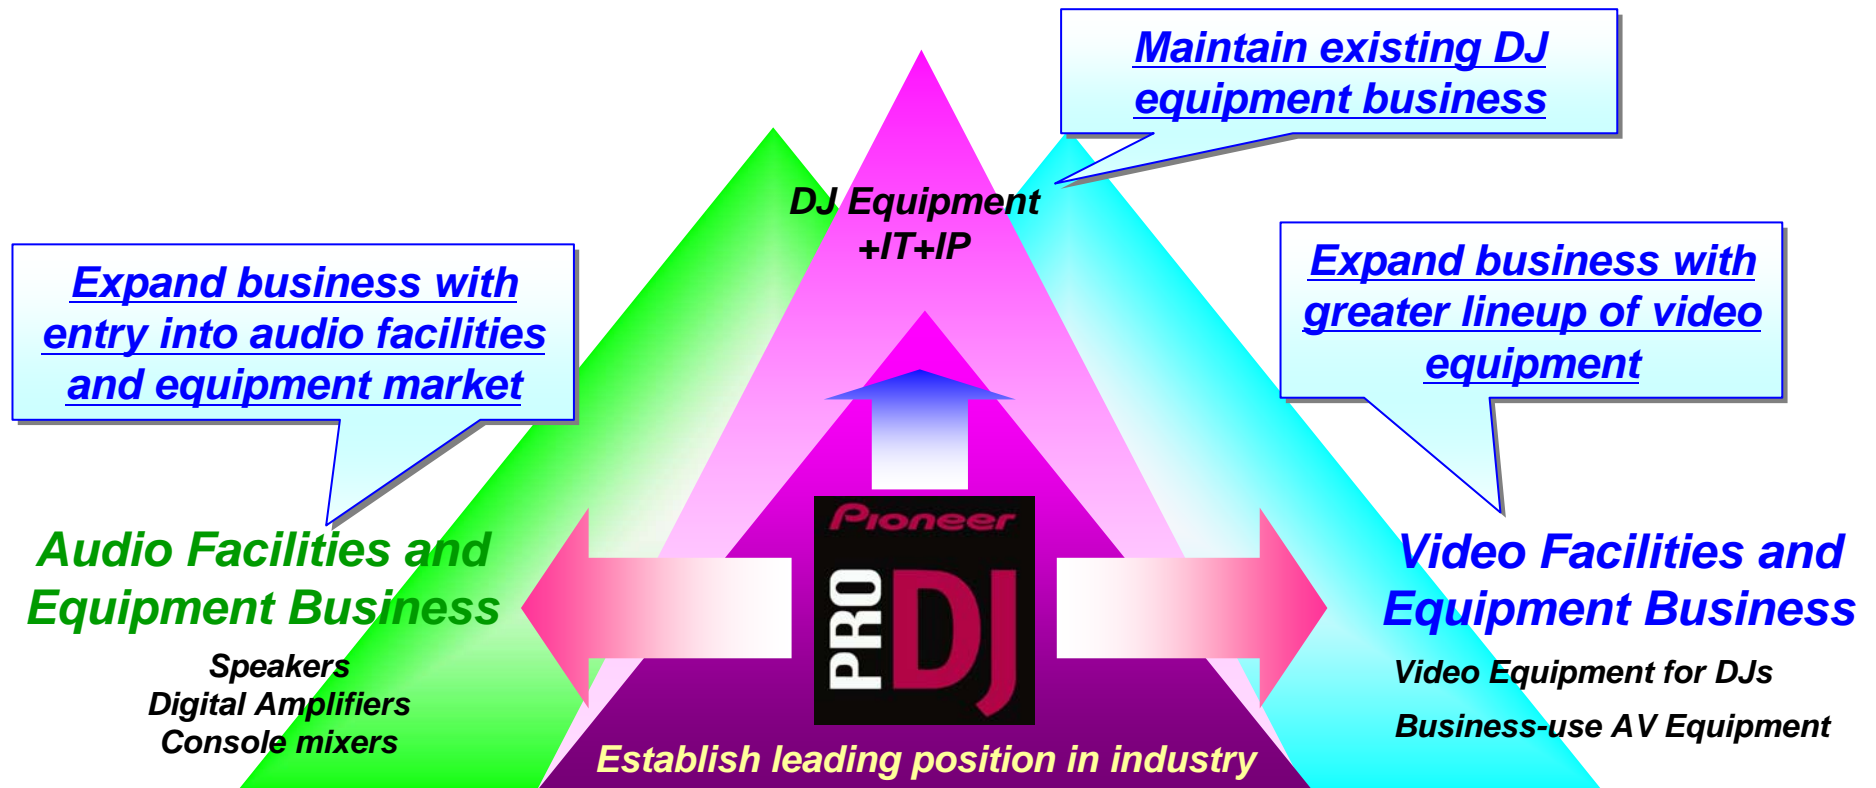 Maintain existing DJ
equipment business
DJ Equipment
+IT+IP
Expand business with
entry into audio facilities
and equipment market
Expand business with
greater lineup of video
equipment
Pioneer
PRO
DJ
Audio Facilities and
Equipment Business
Speakers
Digital Amplifiers
Console mixers
Video Facilities and
Equipment Business
Video Equipment for DJs
Business-use AV Equipment
Establish leading position in industry